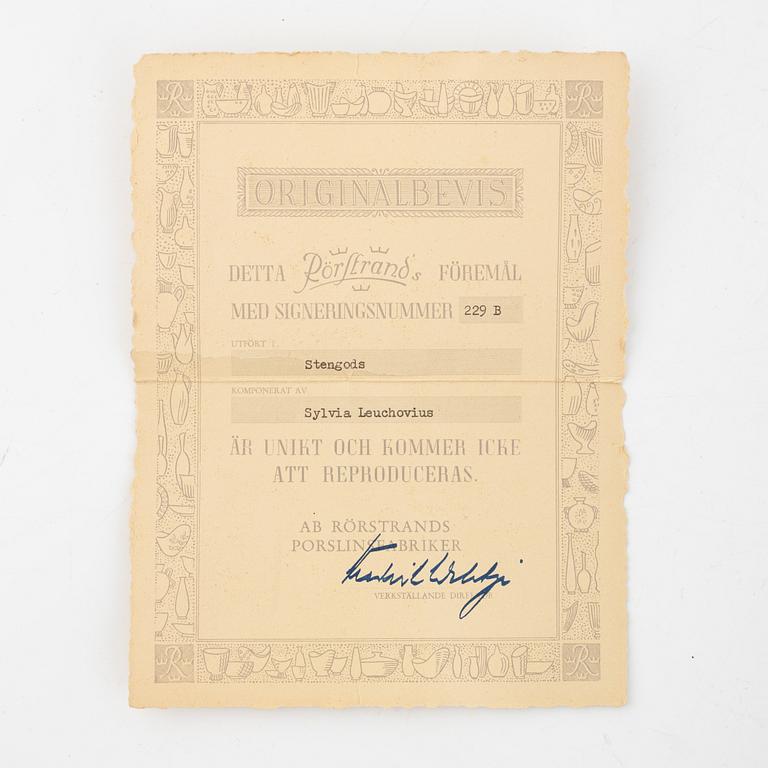 ORIGINALBEVIS
DETTA Rörstrand's FÖREMÅL
MED SIGNERINGSNUMMER 229 B
UTFÖRT I
Stengods
KOMPONERAT AV
Sylvia Leuchovius
ÄR UNIKT OCH KOMMER ICKE
ATT REPRODUCERAS.
AB RÖRSTRANDS
PORSLINSFABRIKER
VERKSTÄLLANDE DIREKTÖR